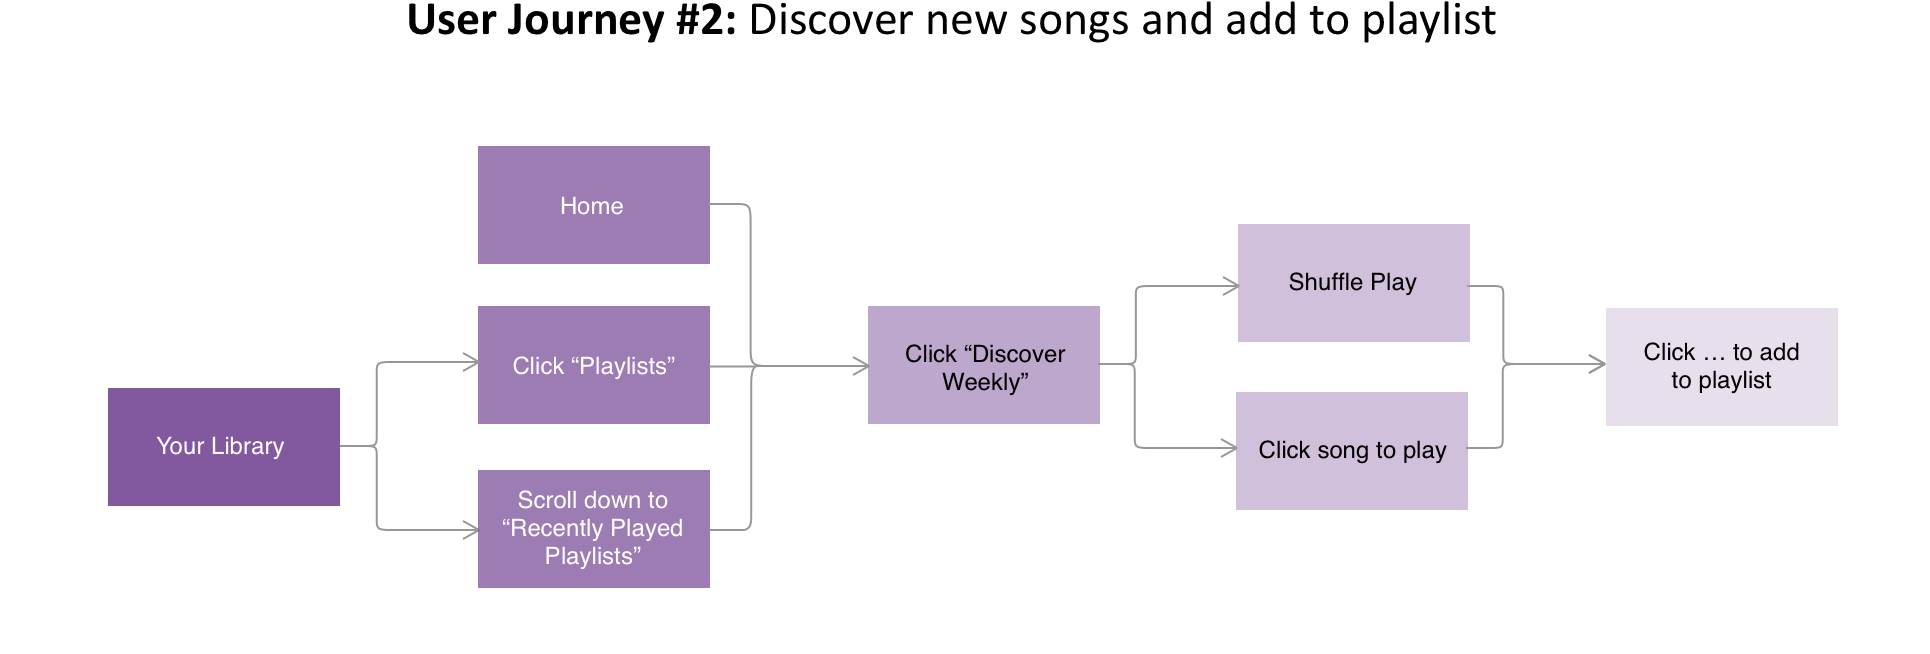 User Journey #2: Discover new songs and add to playlist
Home
Click “Playlists”
Your Library
Scroll down to
“Recently Played
Playlists”
Click “Discover
Weekly”
Shuffle Play
Click song to play
Click ... to add
to playlist